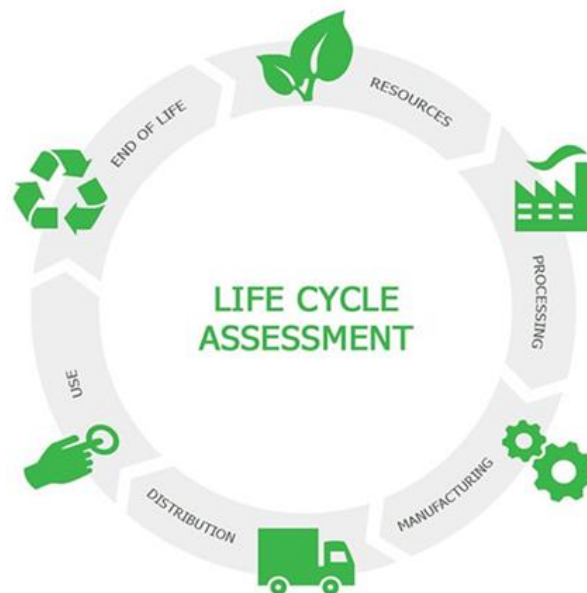 RESOURCES
PROCESSING
MANUFACTURING
DISTRIBUTION
USE
END OF LIFE
LIFE CYCLE
ASSESSMENT